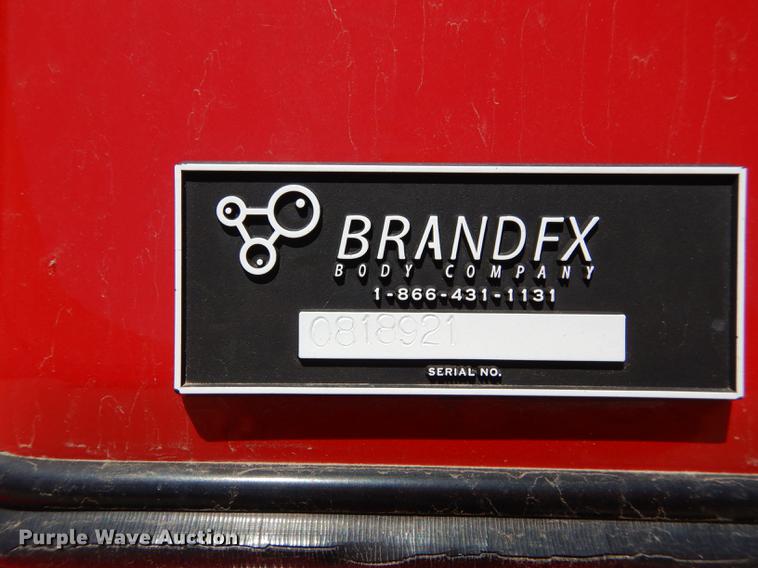 BRANDFX
BODY COMPANY
1-866-431-1131
0818921
SERIAL NO.
Purple Wave Auction